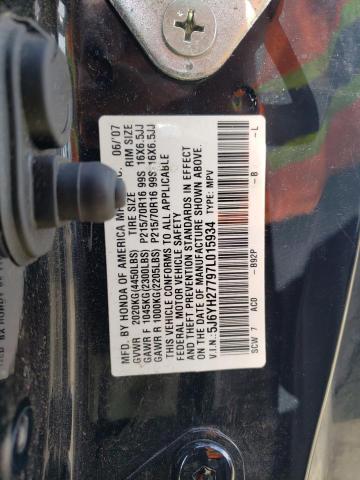 MFD. BY HONDA OF AMERICA M 06/07
GVWR 2020KG(4450LBS) TIRE SIZE RIM SIZE
GAWR F 1045KG(2300LBS) P215/70R16 99S 16X6.5JJ
GAWR R 1000KG(2205LBS) P215/70R16 99S 16X6.5JJ
THIS VEHICLE CONFORMS TO ALL APPLICABLE
FEDERAL MOTOR VEHICLE SAFETY
AND THEFT PREVENTION STANDARDS IN EFFECT
ON THE DATE OF MANUFACTURE SHOWN ABOVE.
V.I.N: 5J6YH27797L015934 TYPE: MPV
SCW 7 AC0 - B92P - B - L